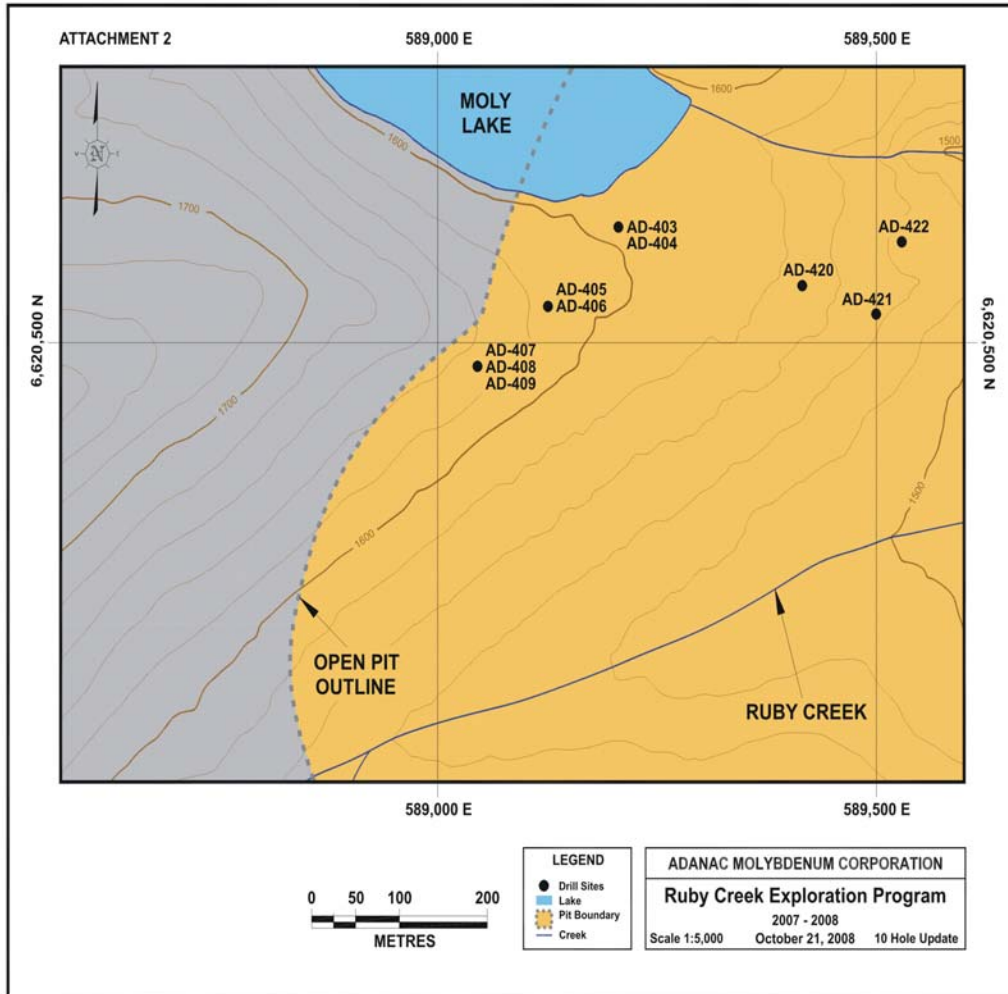 ATTACHMENT 2
589,000 E
589,500 E
MOLY
LAKE
1600
1600
1500
N
1700
AD-403
AD-404
AD-422
AD-420
AD-405
AD-406
AD-421
6,620,500 N
6,620,500 N
AD-407
AD-408
AD-409
1700
1500
1600
OPEN PIT
OUTLINE
RUBY CREEK
589,000 E
589,500 E
0 50 100 200
METRES
LEGEND
Drill Sites
Lake
Pit Boundary
Creek
ADANAC MOLYBDENUM CORPORATION
Ruby Creek Exploration Program
2007 - 2008
Scale 1:5,000 October 21, 2008 10 Hole Update